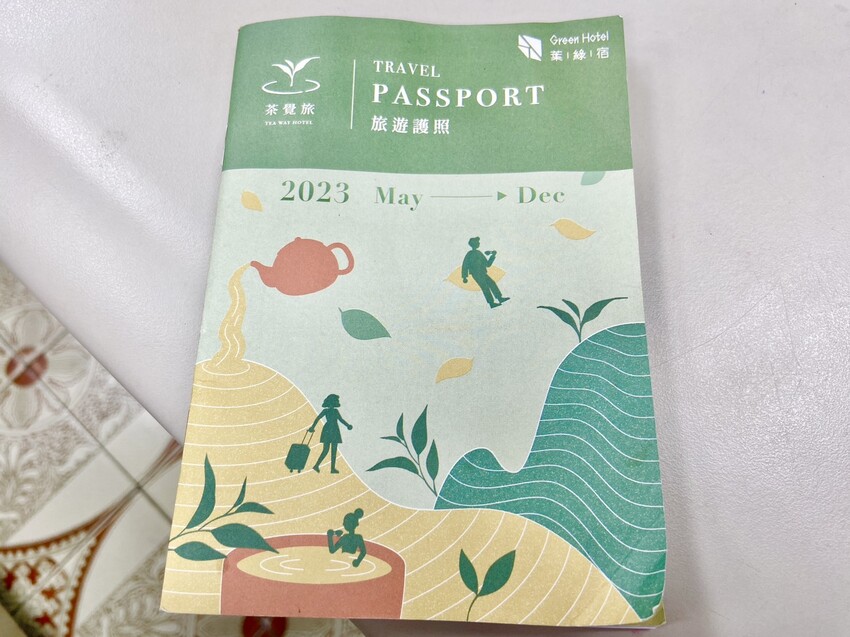 茶覺旅
TEA WAY HOTEL
TRAVEL
PASSPORT
旅遊護照
Green Hotel
葉|綠|宿
2023 May Dec